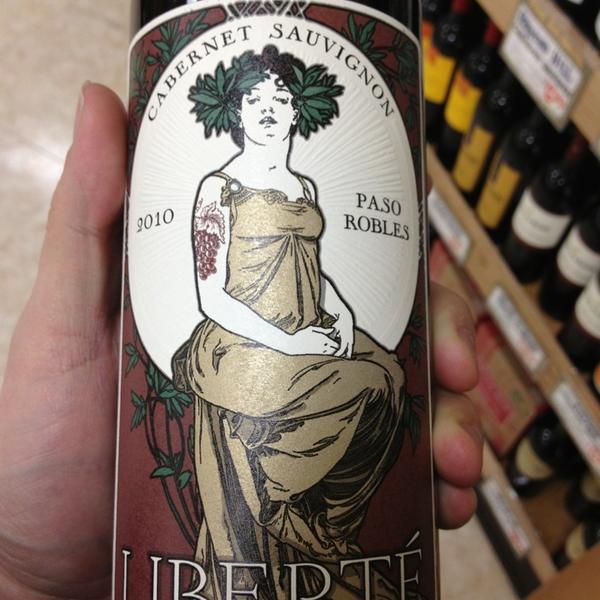 CABERNET SAUVIGNON
2010
PASO
ROBLES
LIBERTÉ